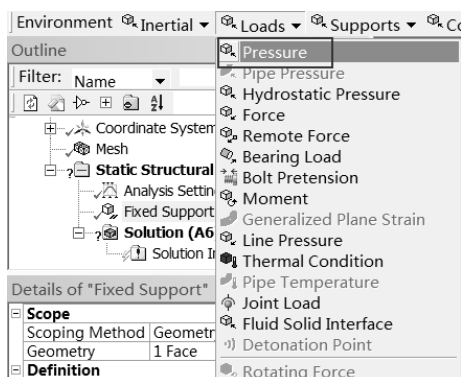 Environment Inertial Loads Supports Co
Outline
Filter: Name
Coordinate System
Mesh
Static Structural
Analysis Settin
Fixed Support
Solution (A6
Solution I
Details of "Fixed Support"
Scope
Scoping Method Geometr
Geometry 1 Face
Definition
Pressure
Pipe Pressure
Hydrostatic Pressure
Force
Remote Force
Bearing Load
Bolt Pretension
Moment
Generalized Plane Strain
Line Pressure
Thermal Condition
Pipe Temperature
Joint Load
Fluid Solid Interface
Detonation Point
Rotating Force